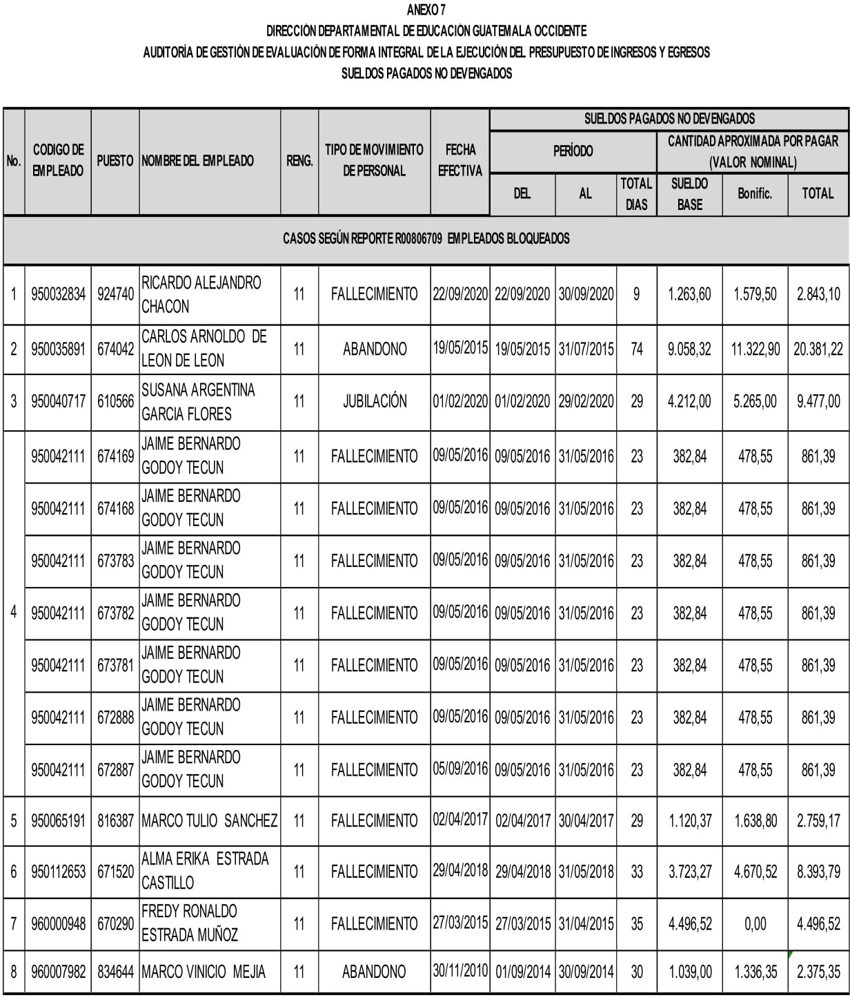 ANEXO 7
DIRECCIÓN DEPARTAMENTAL DE EDUCACIÓN GUATEMALA OCCIDENTE
AUDITORÍA DE GESTIÓN DE EVALUACIÓN DE FORMA INTEGRAL DE LA EJECUCIÓN DEL PRESUPUESTO DE INGRESOS Y EGRESOS
SUELDOS PAGADOS NO DEVENGADOS
No. CODIGO DE EMPLEADO PUESTO NOMBRE DEL EMPLEADO RENG. TIPO DE MOVIMIENTO DE PERSONAL FECHA EFECTIVA SUELDOS PAGADOS NO DEVENGADOS
PERÍODO CANTIDAD APROXIMADA POR PAGAR (VALOR NOMINAL)
DEL AL TOTAL DIAS SUELDO BASE Bonific. TOTAL
CASOS SEGÚN REPORTE R00806709 EMPLEADOS BLOQUEADOS
1 950032834 924740 RICARDO ALEJANDRO CHACON 11 FALLECIMIENTO 22/09/2020 22/09/2020 30/09/2020 9 1.263,60 1.579,50 2.843,10
2 950035891 674042 CARLOS ARNOLDO DE LEON DE LEON 11 ABANDONO 19/05/2015 19/05/2015 31/07/2015 74 9.058,32 11.322,90 20.381,22
3 950040717 610566 SUSANA ARGENTINA GARCIA FLORES 11 JUBILACIÓN 01/02/2020 01/02/2020 29/02/2020 29 4.212,00 5.265,00 9.477,00
4 950042111 674169 JAIME BERNARDO GODOY TECUN 11 FALLECIMIENTO 09/05/2016 09/05/2016 31/05/2016 23 382,84 478,55 861,39
950042111 674168 JAIME BERNARDO GODOY TECUN 11 FALLECIMIENTO 09/05/2016 09/05/2016 31/05/2016 23 382,84 478,55 861,39
950042111 673783 JAIME BERNARDO GODOY TECUN 11 FALLECIMIENTO 09/05/2016 09/05/2016 31/05/2016 23 382,84 478,55 861,39
950042111 673782 JAIME BERNARDO GODOY TECUN 11 FALLECIMIENTO 09/05/2016 09/05/2016 31/05/2016 23 382,84 478,55 861,39
950042111 673781 JAIME BERNARDO GODOY TECUN 11 FALLECIMIENTO 09/05/2016 09/05/2016 31/05/2016 23 382,84 478,55 861,39
950042111 672888 JAIME BERNARDO GODOY TECUN 11 FALLECIMIENTO 09/05/2016 09/05/2016 31/05/2016 23 382,84 478,55 861,39
950042111 672887 JAIME BERNARDO GODOY TECUN 11 FALLECIMIENTO 05/09/2016 09/05/2016 31/05/2016 23 382,84 478,55 861,39
5 950065191 816387 MARCO TULIO SANCHEZ 11 FALLECIMIENTO 02/04/2017 02/04/2017 30/04/2017 29 1.120,37 1.638,80 2.759,17
6 950112653 671520 ALMA ERIKA ESTRADA CASTILLO 11 FALLECIMIENTO 29/04/2018 29/04/2018 31/05/2018 33 3.723,27 4.670,52 8.393,79
7 960000948 670290 FREDY RONALDO ESTRADA MUÑOZ 11 FALLECIMIENTO 27/03/2015 27/03/2015 31/04/2015 35 4.496,52 0,00 4.496,52
8 960007982 834644 MARCO VINICIO MEJIA 11 ABANDONO 30/11/2010 01/09/2014 30/09/2014 30 1.039,00 1.336,35 2.375,35